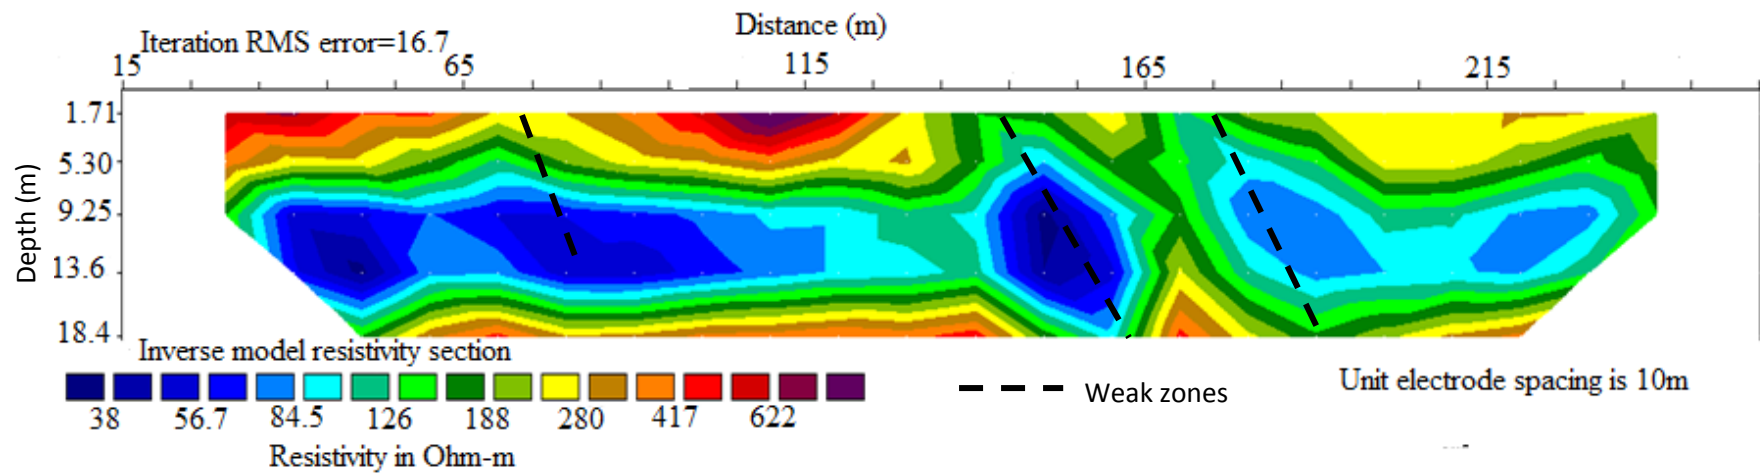 Distance (m)
Iteration RMS error=16.7
15 65 115 165 215
Depth (m)
1.71
5.30
9.25
13.6
18.4
Inverse model resistivity section
38 56.7 84.5 126 188 280 417 622
Resistivity in Ohm-m
Weak zones
Unit electrode spacing is 10m